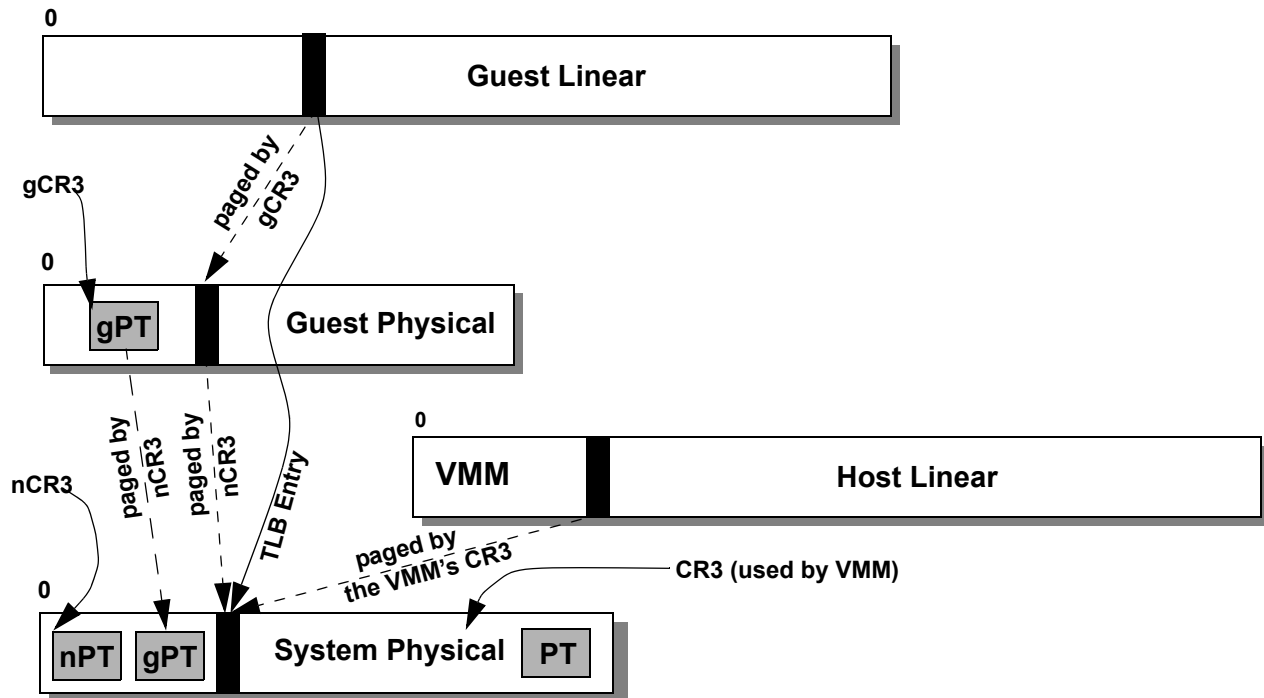 0
Guest Linear
paged by
gCR3
gCR3
0
gPT
Guest Physical
0
paged by
nCR3
paged by
nCR3
TLB Entry
VMM
Host Linear
nCR3
paged by
the VMM's CR3
CR3 (used by VMM)
0
nPT
gPT
System Physical
PT